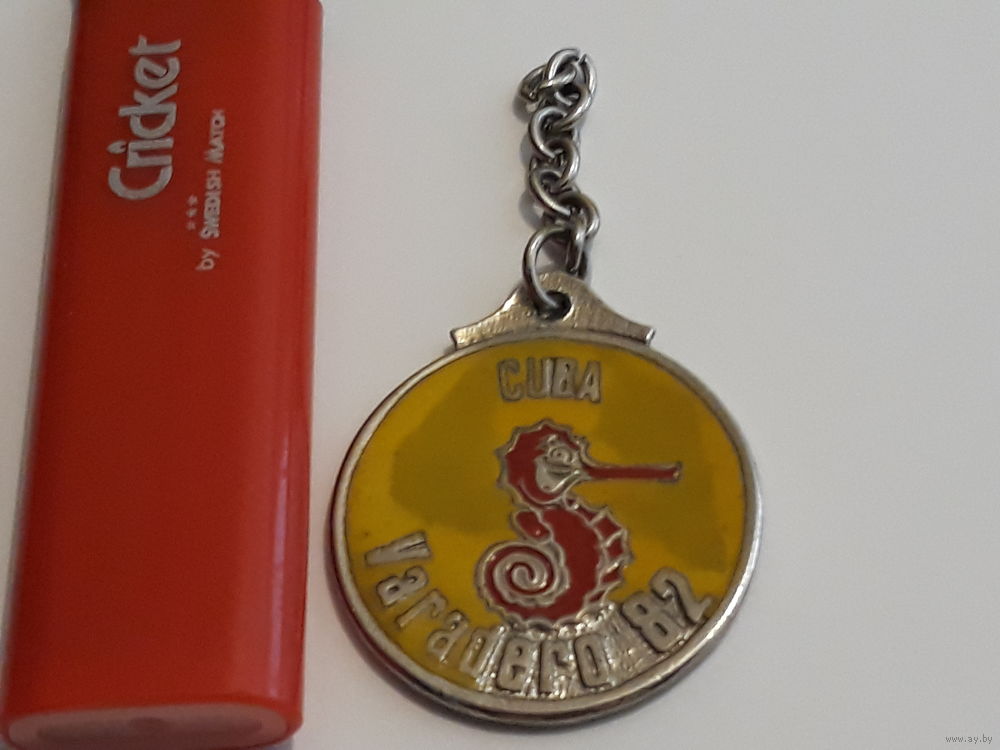 Cricket
by SWEDISH MATCH
CUBA
Varadero '82
www.ay.by